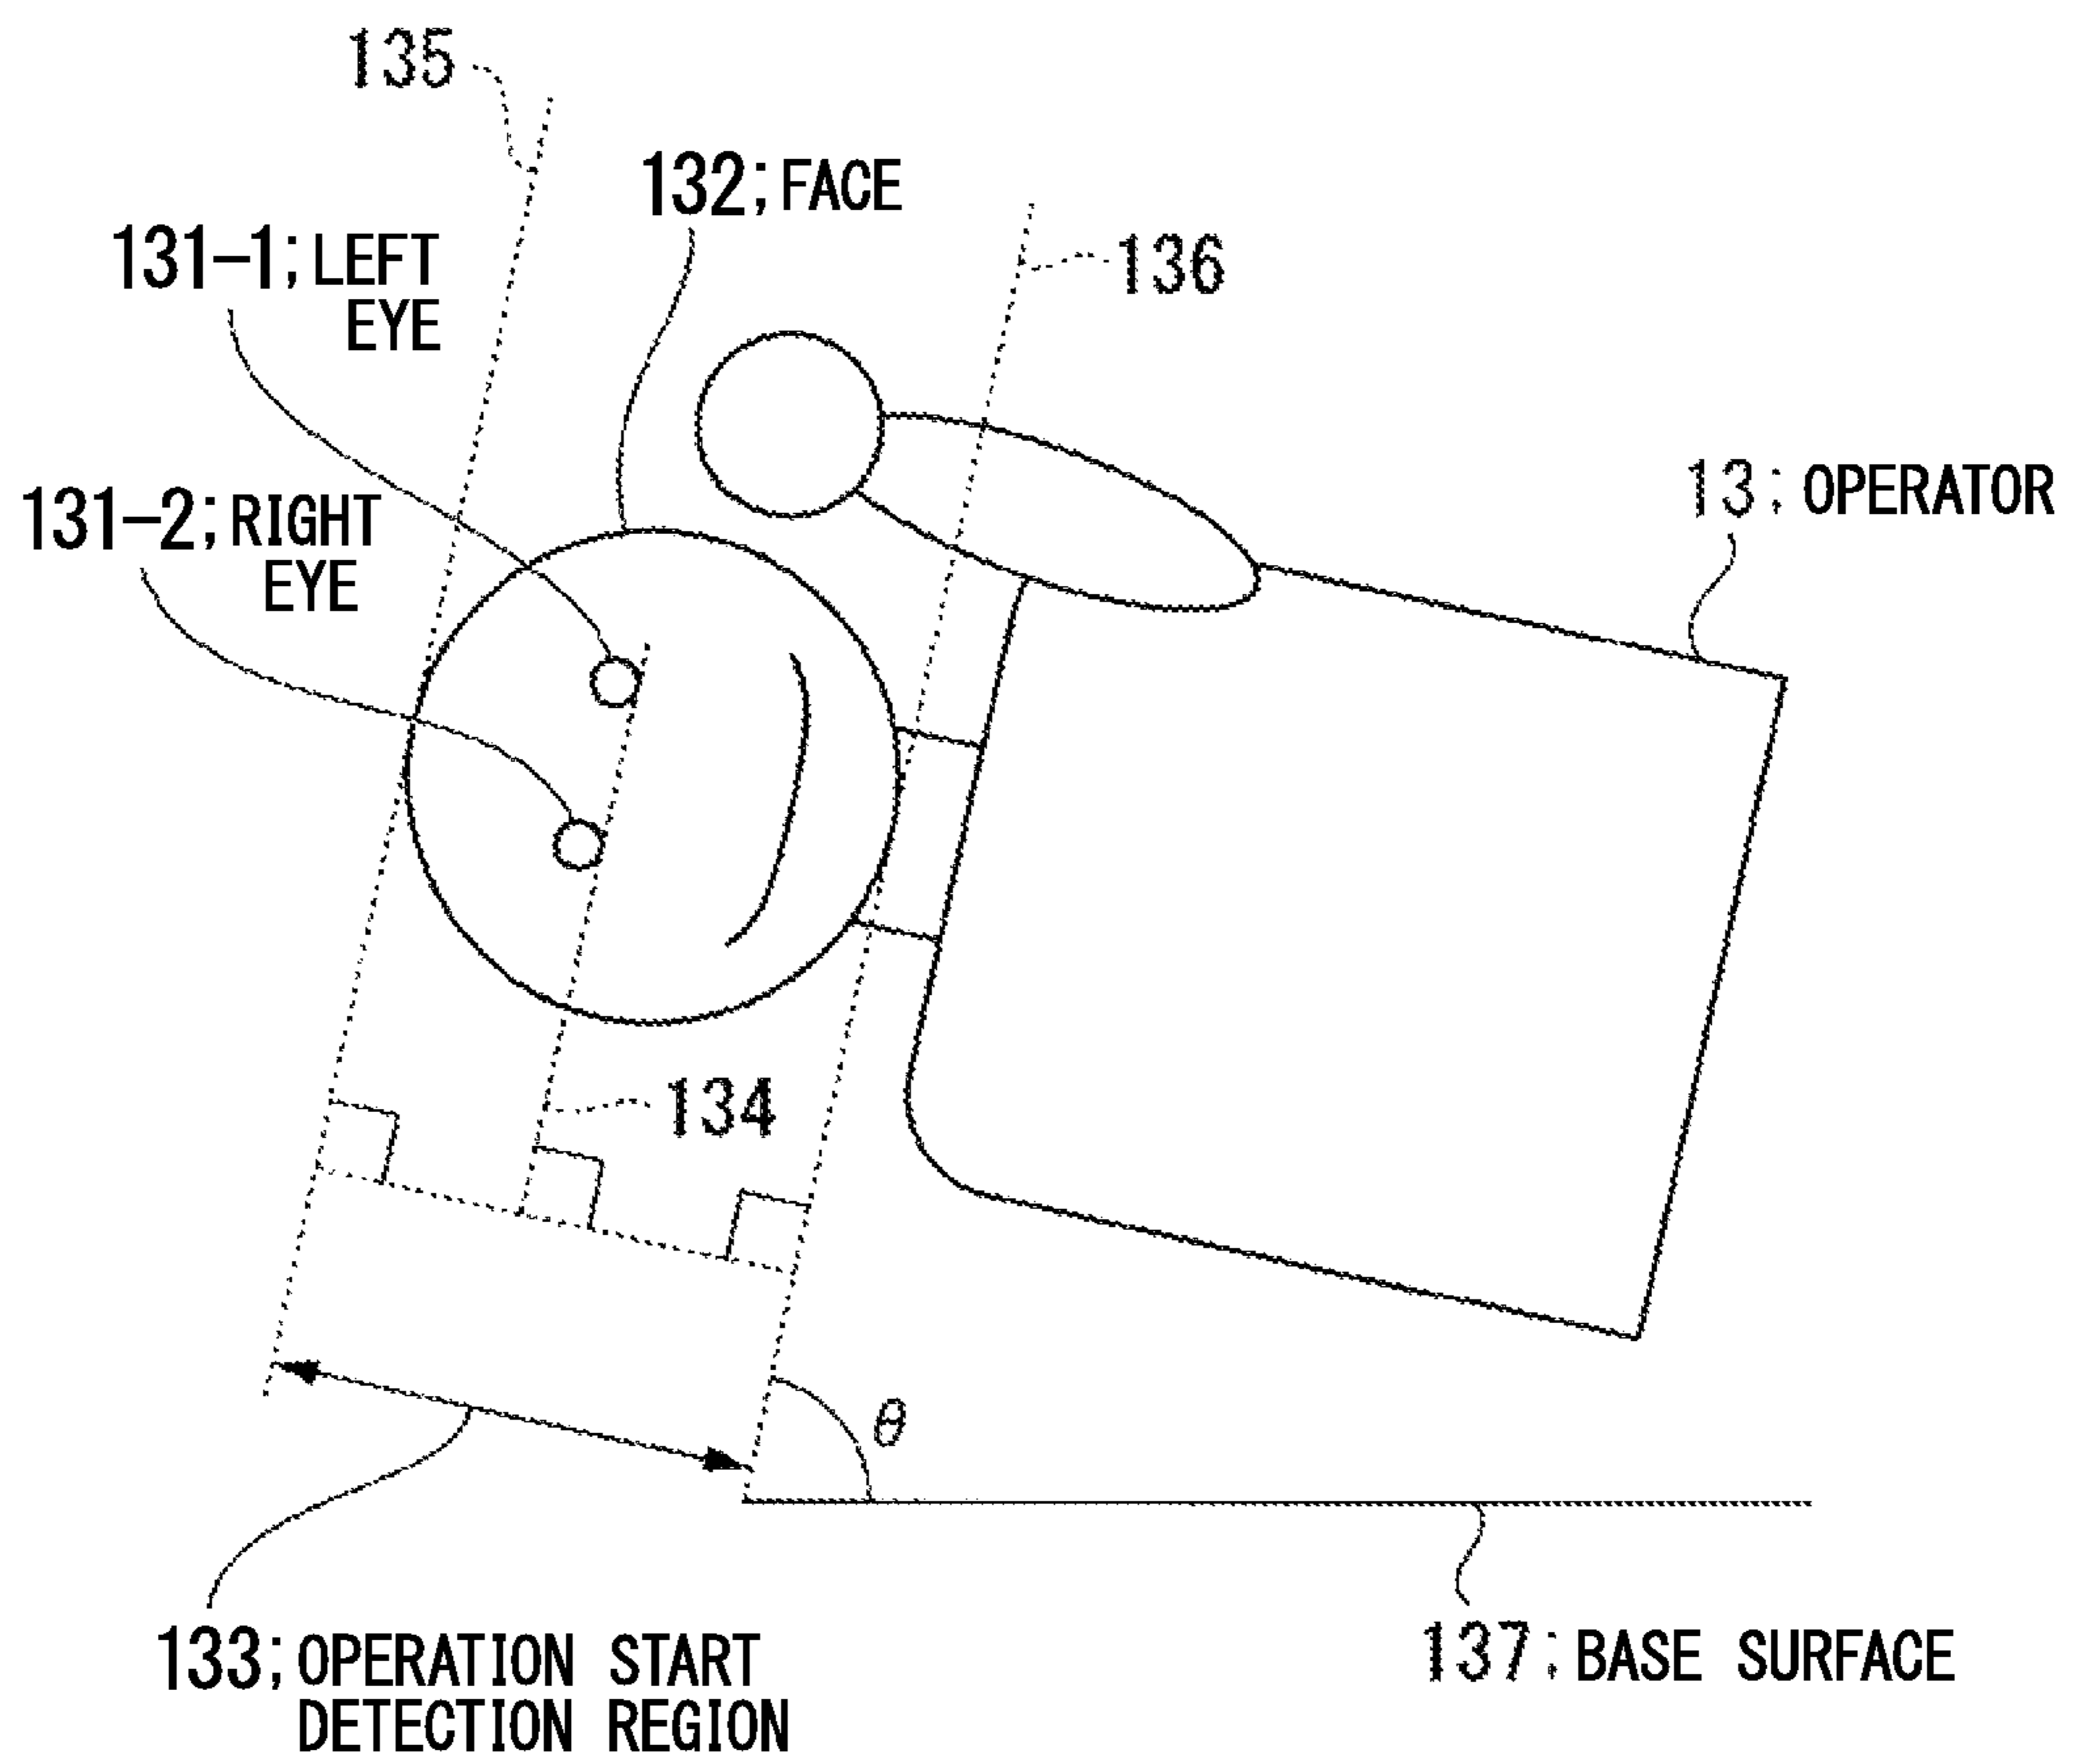 135
132; FACE
131-1; LEFT
EYE
136
131-2; RIGHT
EYE
13; OPERATOR
134
θ
133; OPERATION START
DETECTION REGION
137; BASE SURFACE